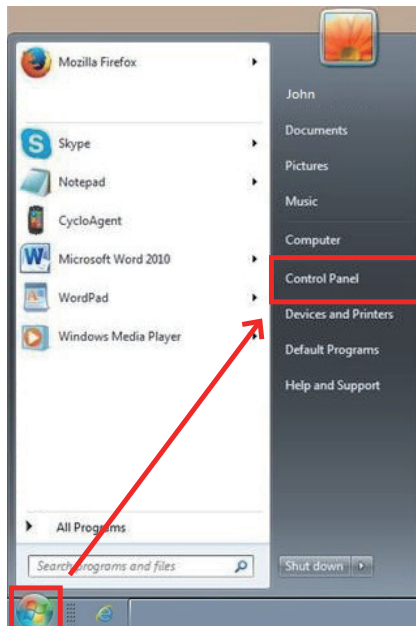 Mozilla Firefox
Skype
Notepad
CycloAgent
Microsoft Word 2010
WordPad
Windows Media Player
All Programs
Search programs and files
John
Documents
Pictures
Music
Computer
Control Panel
Devices and Printers
Default Programs
Help and Support
Shut down